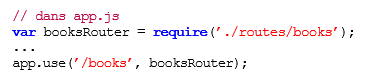 // dans app.js
var booksRouter = require('./routes/books');
...
app.use('/books', booksRouter);